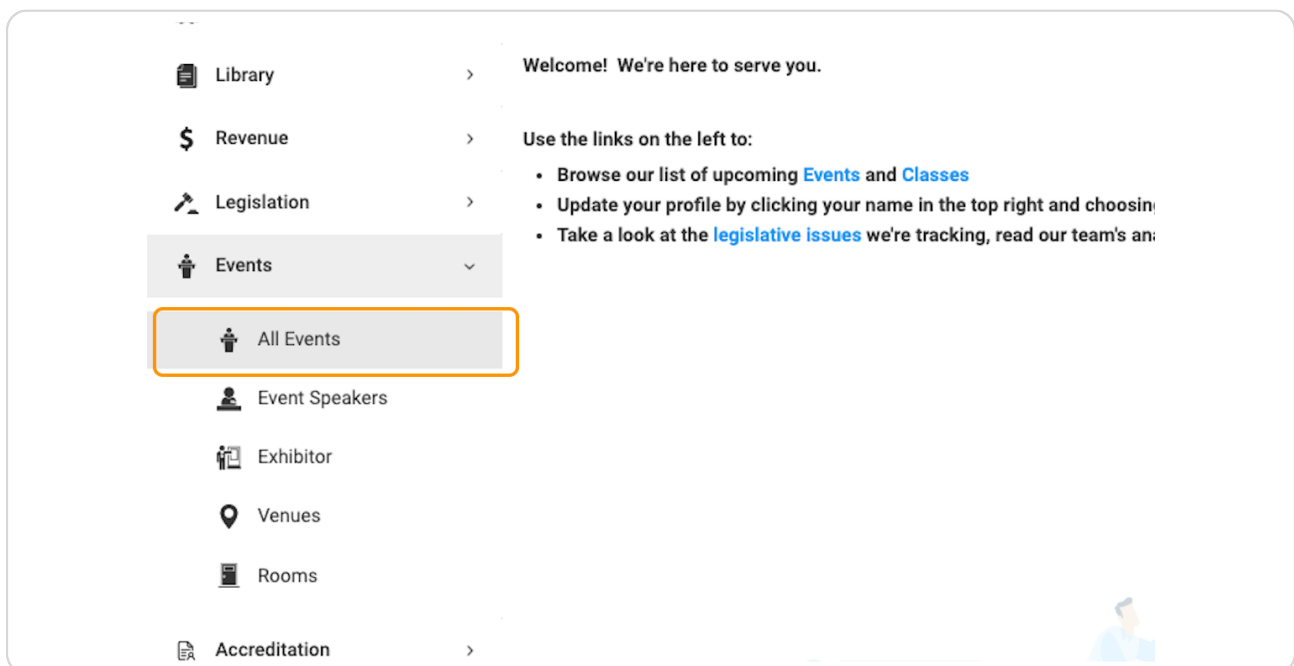 Library
Revenue
Legislation
Events
All Events
Event Speakers
Exhibitor
Venues
Rooms
Accreditation
Welcome! We're here to serve you.
Use the links on the left to:
• Browse our list of upcoming Events and Classes
• Update your profile by clicking your name in the top right and choosing
• Take a look at the legislative issues we're tracking, read our team's